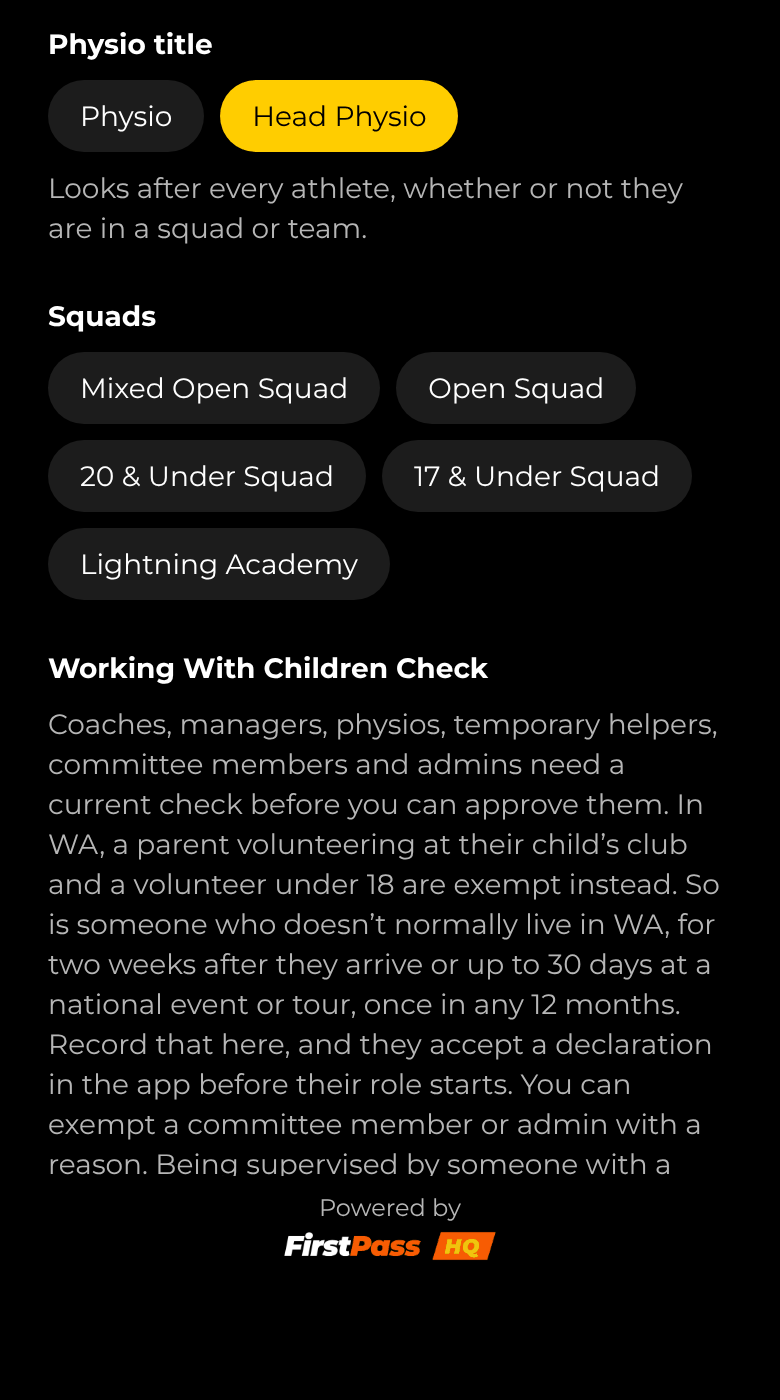 Physio title
Physio
Head Physio
Looks after every athlete, whether or not they
are in a squad or team.
Squads
Mixed Open Squad
Open Squad
20 & Under Squad
17 & Under Squad
Lightning Academy
Working With Children Check
Coaches, managers, physios, temporary helpers,
committee members and admins need a
current check before you can approve them. In
WA, a parent volunteering at their child’s club
and a volunteer under 18 are exempt instead. So
is someone who doesn’t normally live in WA, for
two weeks after they arrive or up to 30 days at a
national event or tour, once in any 12 months.
Record that here, and they accept a declaration
in the app before their role starts. You can
exempt a committee member or admin with a
reason. Being supervised by someone with a
Powered by
FirstPass HQ